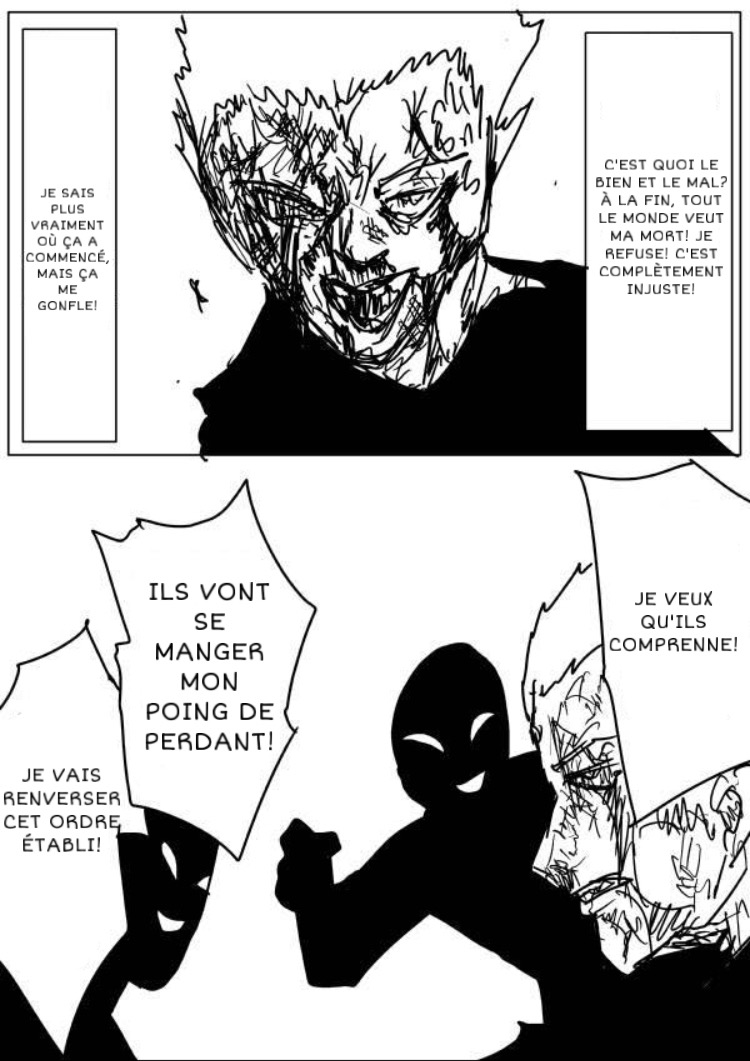 C'EST QUOI LE
BIEN ET LE MAL?
À LA FIN, TOUT
LE MONDE VEUT
MA MORT! JE
REFUSE! C'EST
COMPLÈTEMENT
INJUSTE!
JE SAIS
PLUS
VRAIMENT
OÙ ÇA A
COMMENCÉ,
MAIS ÇA
ME
GONFLE!
JE VEUX
QU'ILS
COMPRENNE!
ILS VONT
SE
MANGER
MON
POING DE
PERDANT!
JE VAIS
RENVERSER
CET ORDRE
ÉTABLI!